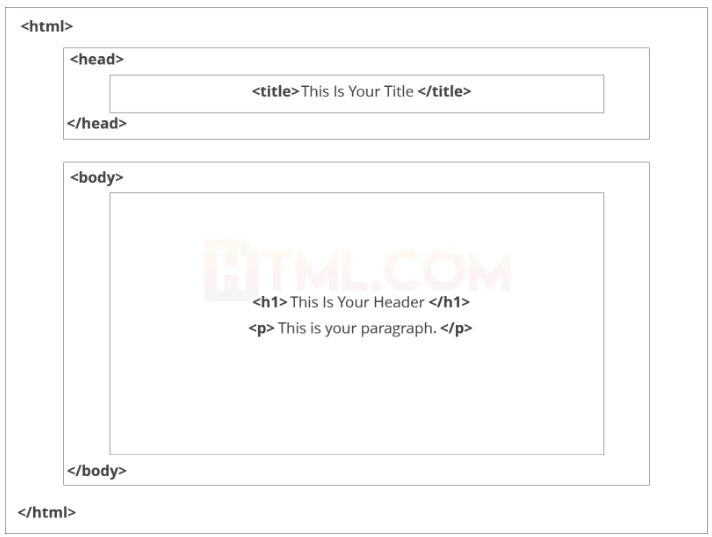 <html>
<head>
<title>This Is Your Title </title>
</head>
<body>
HTML.COM
<h1> This Is Your Header </h1>
<p> This is your paragraph. </p>
</body>
</html>